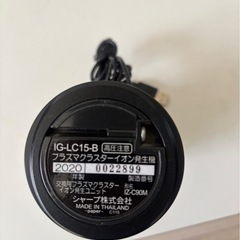 IG-LC15-B 高圧注意
プラズマクラスターイオン発生機
2020 0022899
年製 製造番号
交換用プラズマクラスター
イオン発生ユニット IZ-C90M
シャープ株式会社
MADE IN THAILAND
-paper- C115